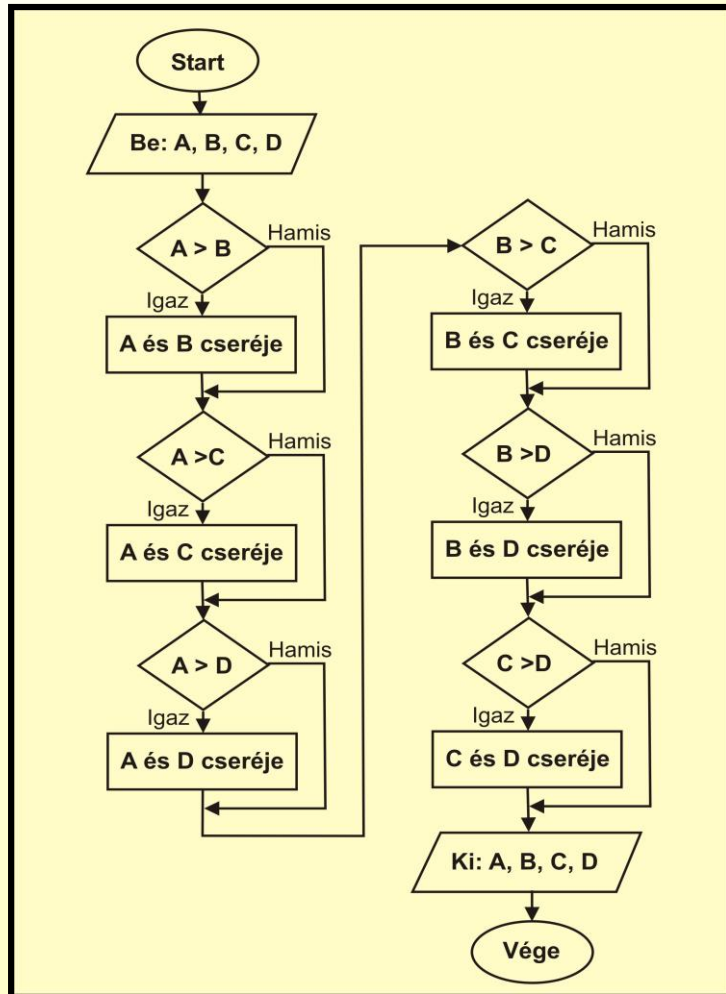 Start
Be: A, B, C, D
A > B
Hamis
Igaz
A és B cseréje
A >C
Hamis
Igaz
A és C cseréje
A > D
Hamis
Igaz
A és D cseréje
B > C
Hamis
Igaz
B és C cseréje
B >D
Hamis
Igaz
B és D cseréje
C >D
Hamis
Igaz
C és D cseréje
Ki: A, B, C, D
Vége